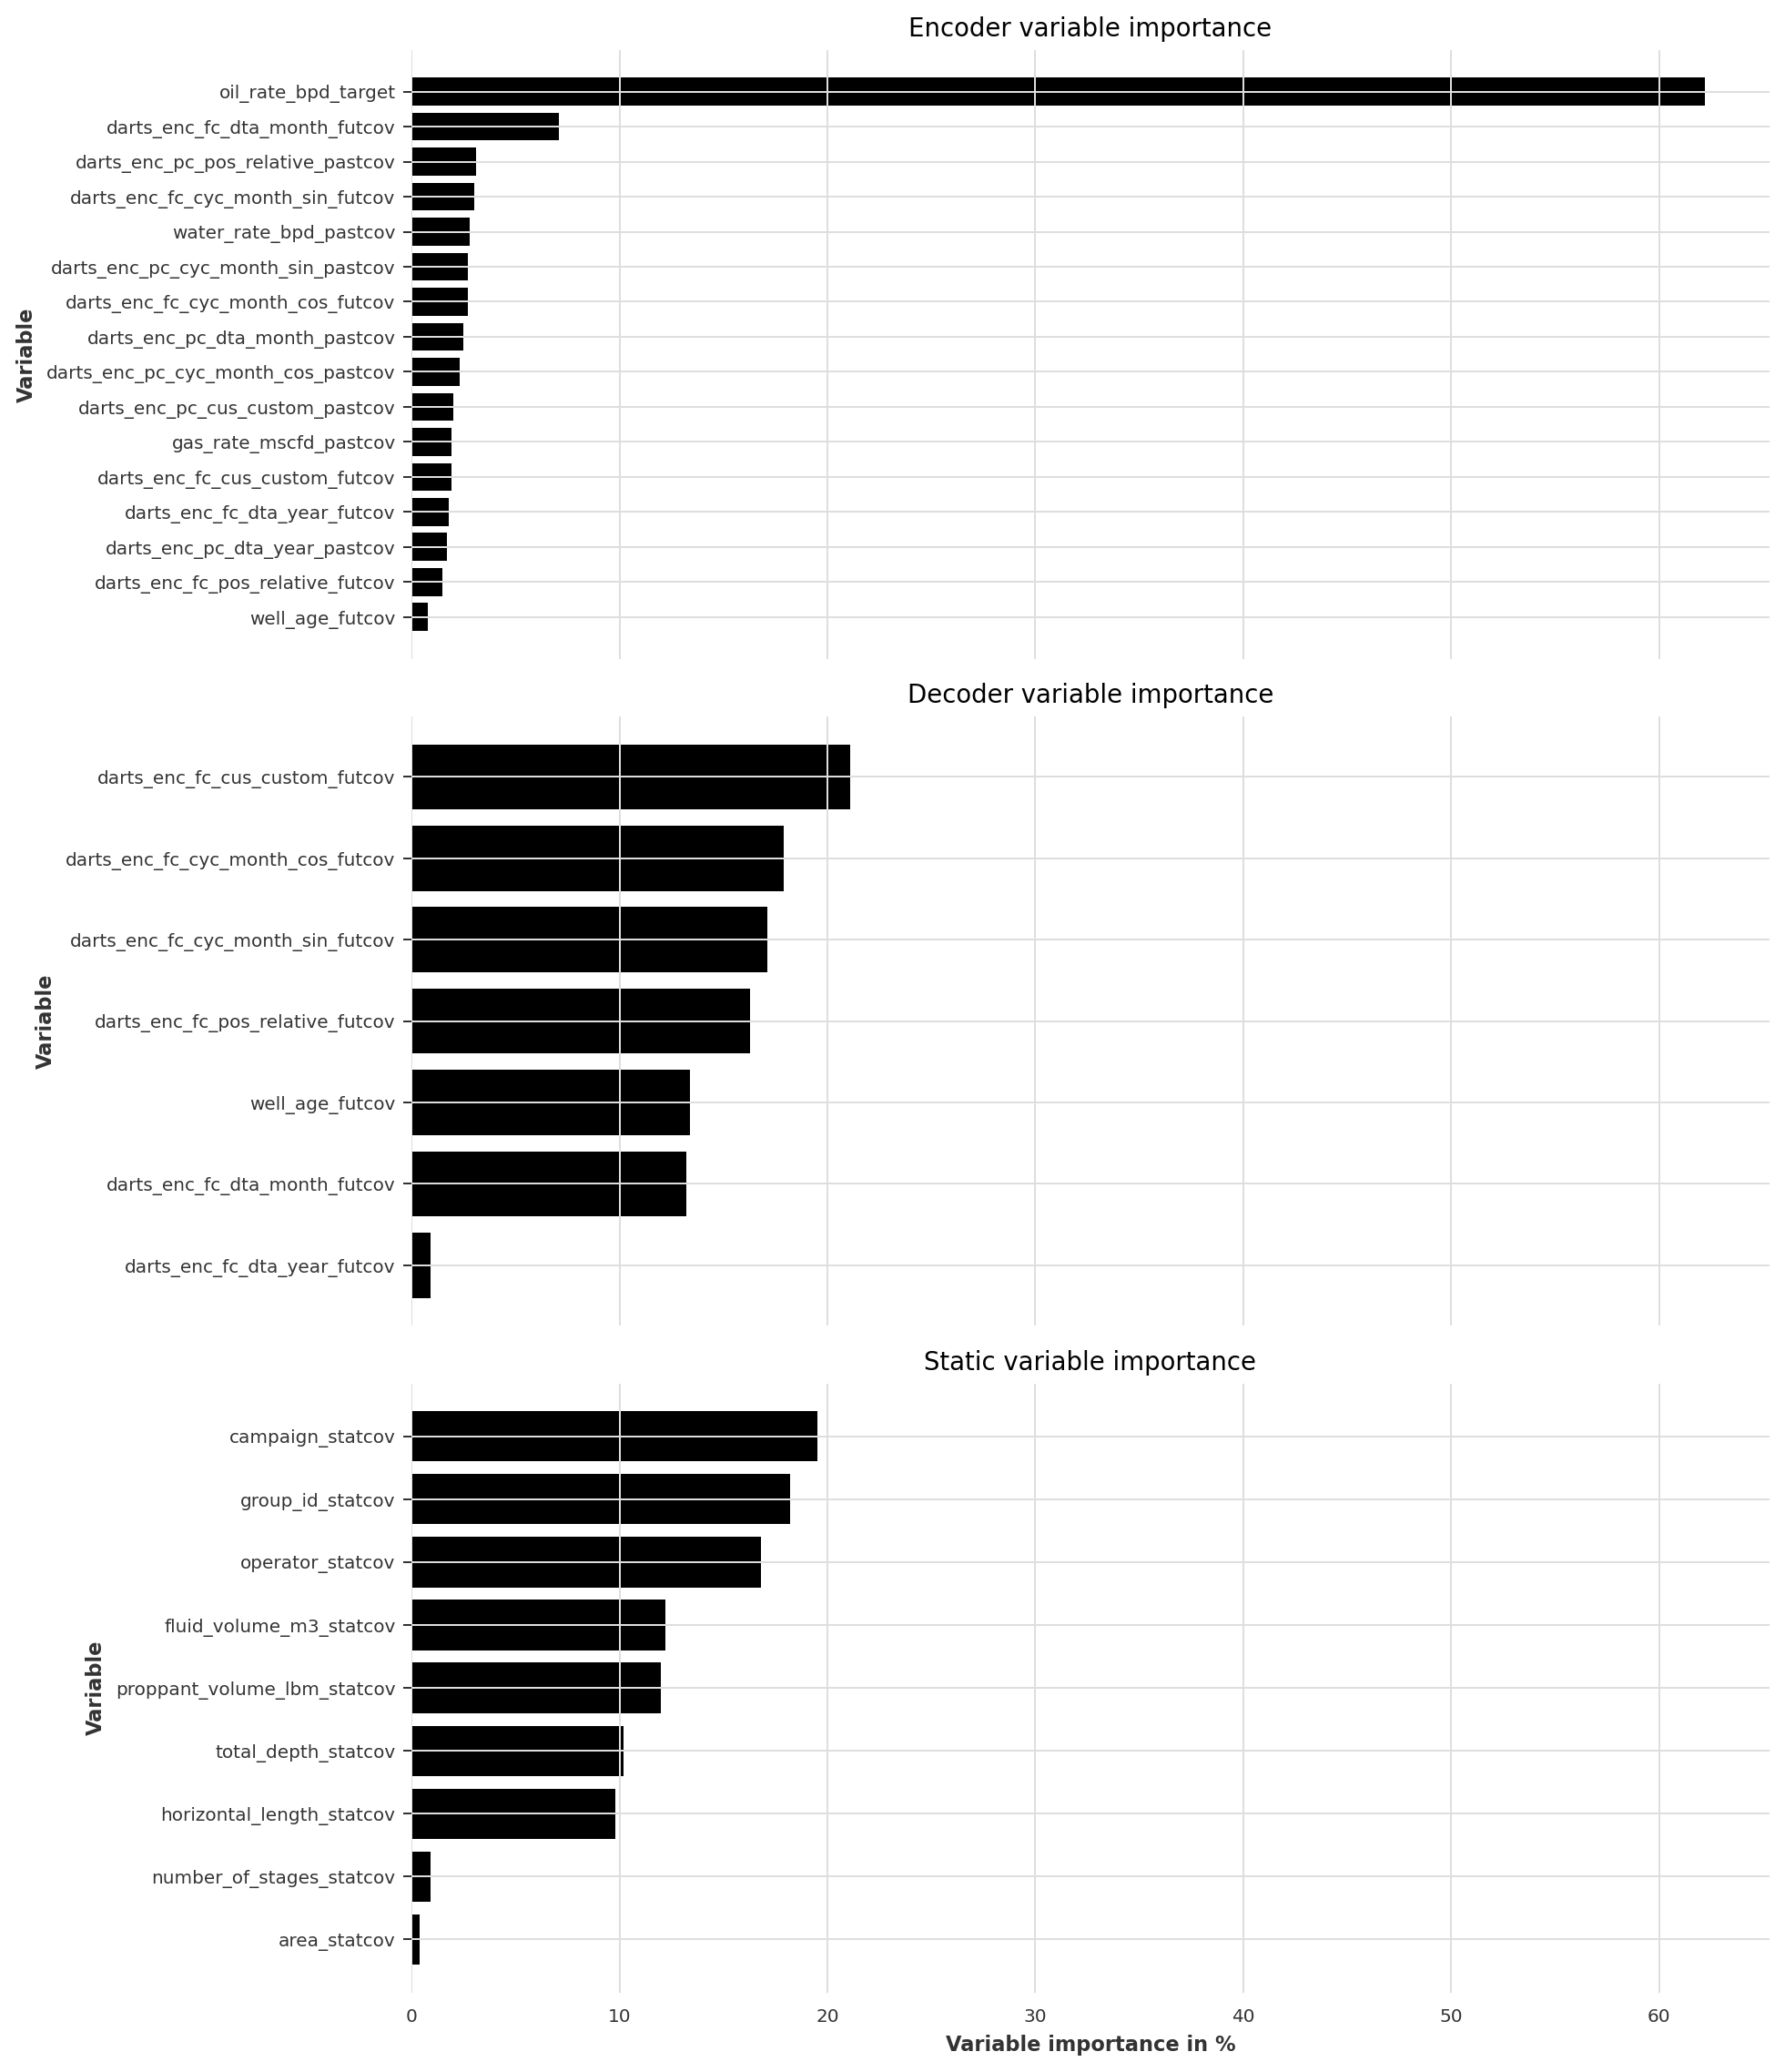 Encoder variable importance
oil_rate_bpd_target
darts_enc_fc_dta_month_futcov
darts_enc_pc_pos_relative_pastcov
darts_enc_fc_cyc_month_sin_futcov
water_rate_bpd_pastcov
darts_enc_pc_cyc_month_sin_pastcov
darts_enc_fc_cyc_month_cos_futcov
darts_enc_pc_dta_month_pastcov
darts_enc_pc_cyc_month_cos_pastcov
darts_enc_pc_cus_custom_pastcov
gas_rate_mscfd_pastcov
darts_enc_fc_cus_custom_futcov
darts_enc_fc_dta_year_futcov
darts_enc_pc_dta_year_pastcov
darts_enc_fc_pos_relative_futcov
well_age_futcov
Variable
Decoder variable importance
darts_enc_fc_cus_custom_futcov
darts_enc_fc_cyc_month_cos_futcov
darts_enc_fc_cyc_month_sin_futcov
darts_enc_fc_pos_relative_futcov
well_age_futcov
darts_enc_fc_dta_month_futcov
darts_enc_fc_dta_year_futcov
Variable
Static variable importance
campaign_statcov
group_id_statcov
operator_statcov
fluid_volume_m3_statcov
proppant_volume_lbm_statcov
total_depth_statcov
horizontal_length_statcov
number_of_stages_statcov
area_statcov
Variable
0 10 20 30 40 50 60
Variable importance in %